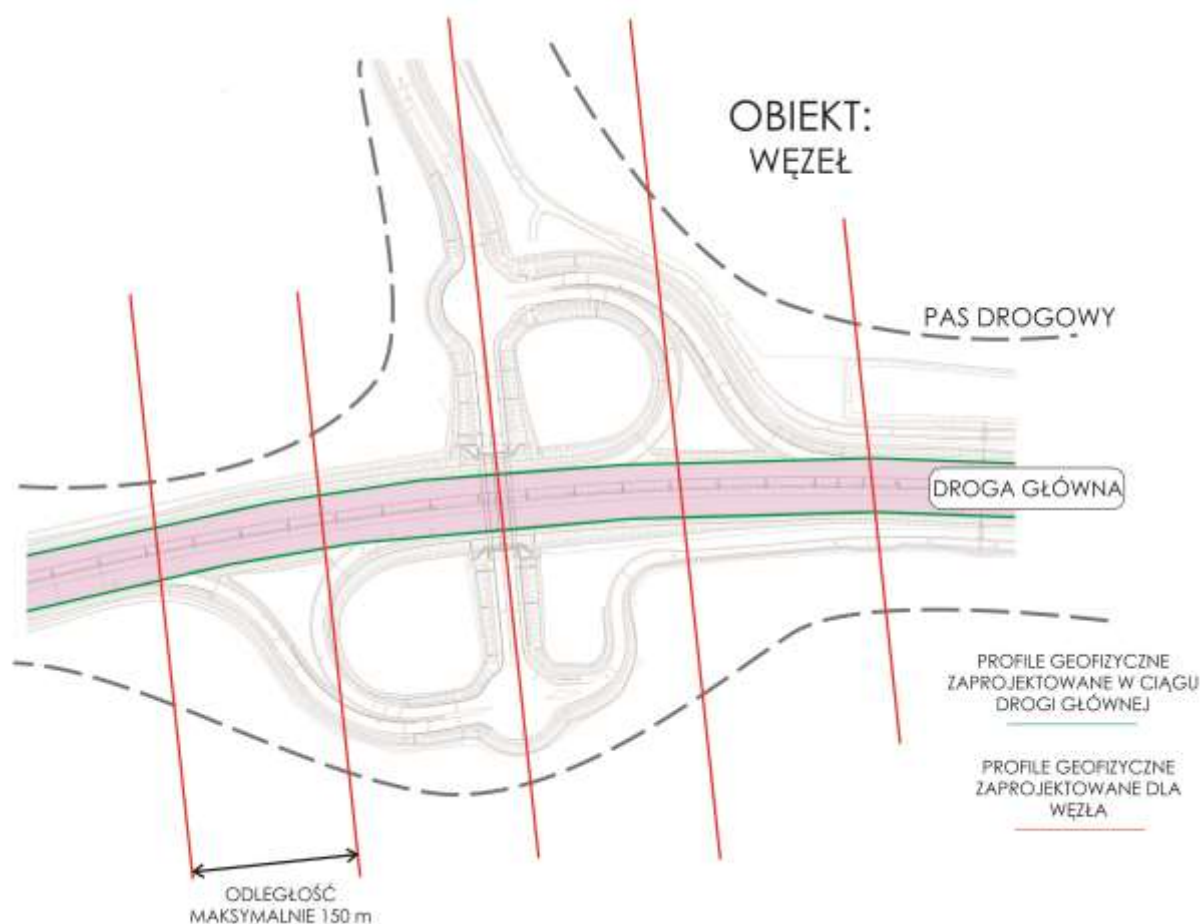 OBIEKT:
WĘZEŁ
PAS DROGOWY
DROGA GŁÓWNA
PROFILE GEOFIZYCZNE
ZAPROJEKTOWANE W CIĄGU
DROGI GŁÓWNEJ
PROFILE GEOFIZYCZNE
ZAPROJEKTOWANE DLA
WĘZŁA
ODLEGŁOŚĆ
MAKSYMALNIE 150 m